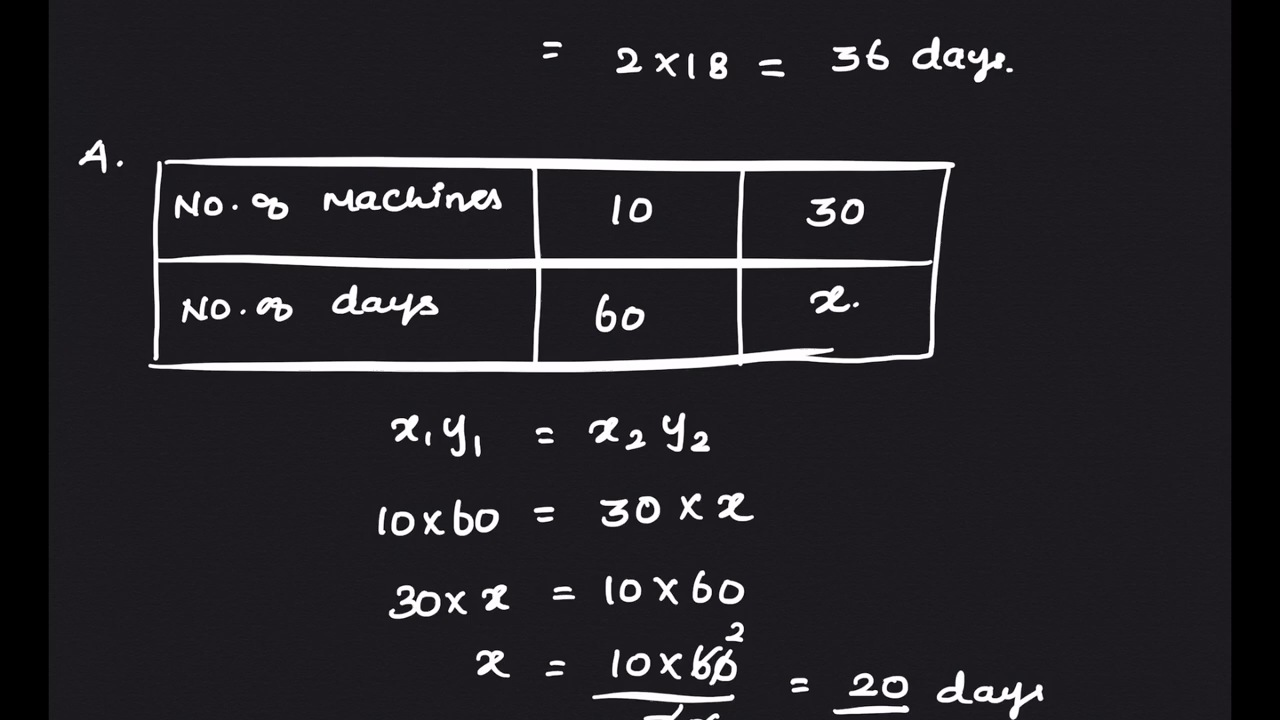 = 2 x 18 = 36 days.
A.
No. of Machines 10 30
No. of days 60 x.
x₁y₁ = x₂y₂
10 x 60 = 30 x x
30 x x = 10 x 60
2
x = 10 x 60 = 20 days